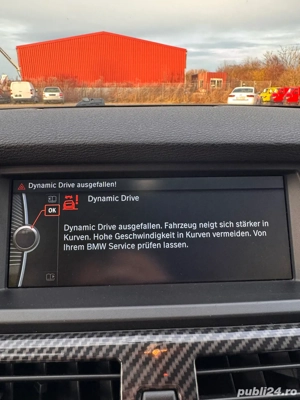 Dynamic Drive ausgefallen!
OK
Dynamic Drive
Dynamic Drive ausgefallen. Fahrzeug neigt sich stärker in
Kurven. Hohe Geschwindigkeit in Kurven vermeiden. Von
Ihrem BMW Service prüfen lassen.
publi24.ro